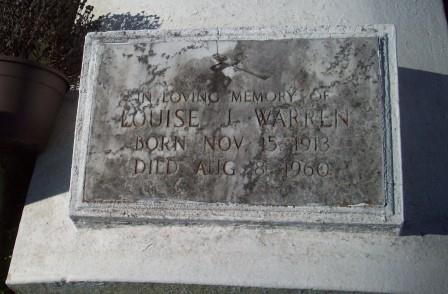 IN LOVING MEMORY OF
LOUISE J. WARREN
BORN NOV 15 1913
DIED AUG 8 1960